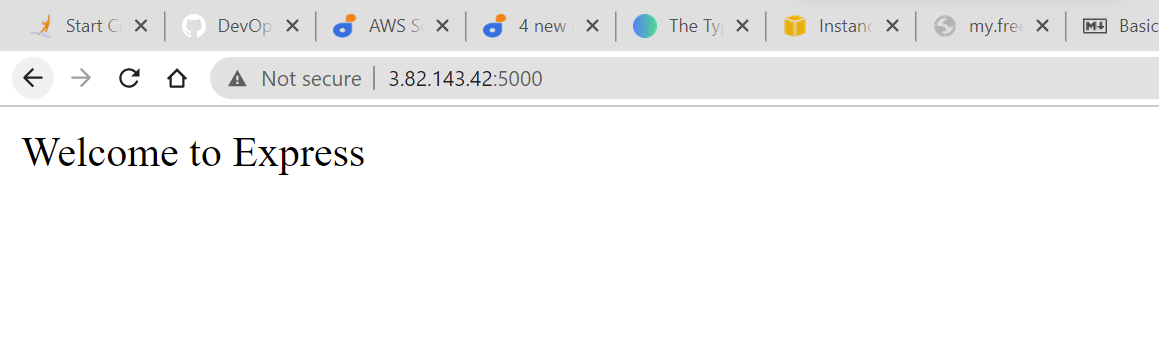 Start C DevOp AWS S 4 new The Ty Instanc my.free Basic
Not secure 3.82.143.42:5000
Welcome to Express